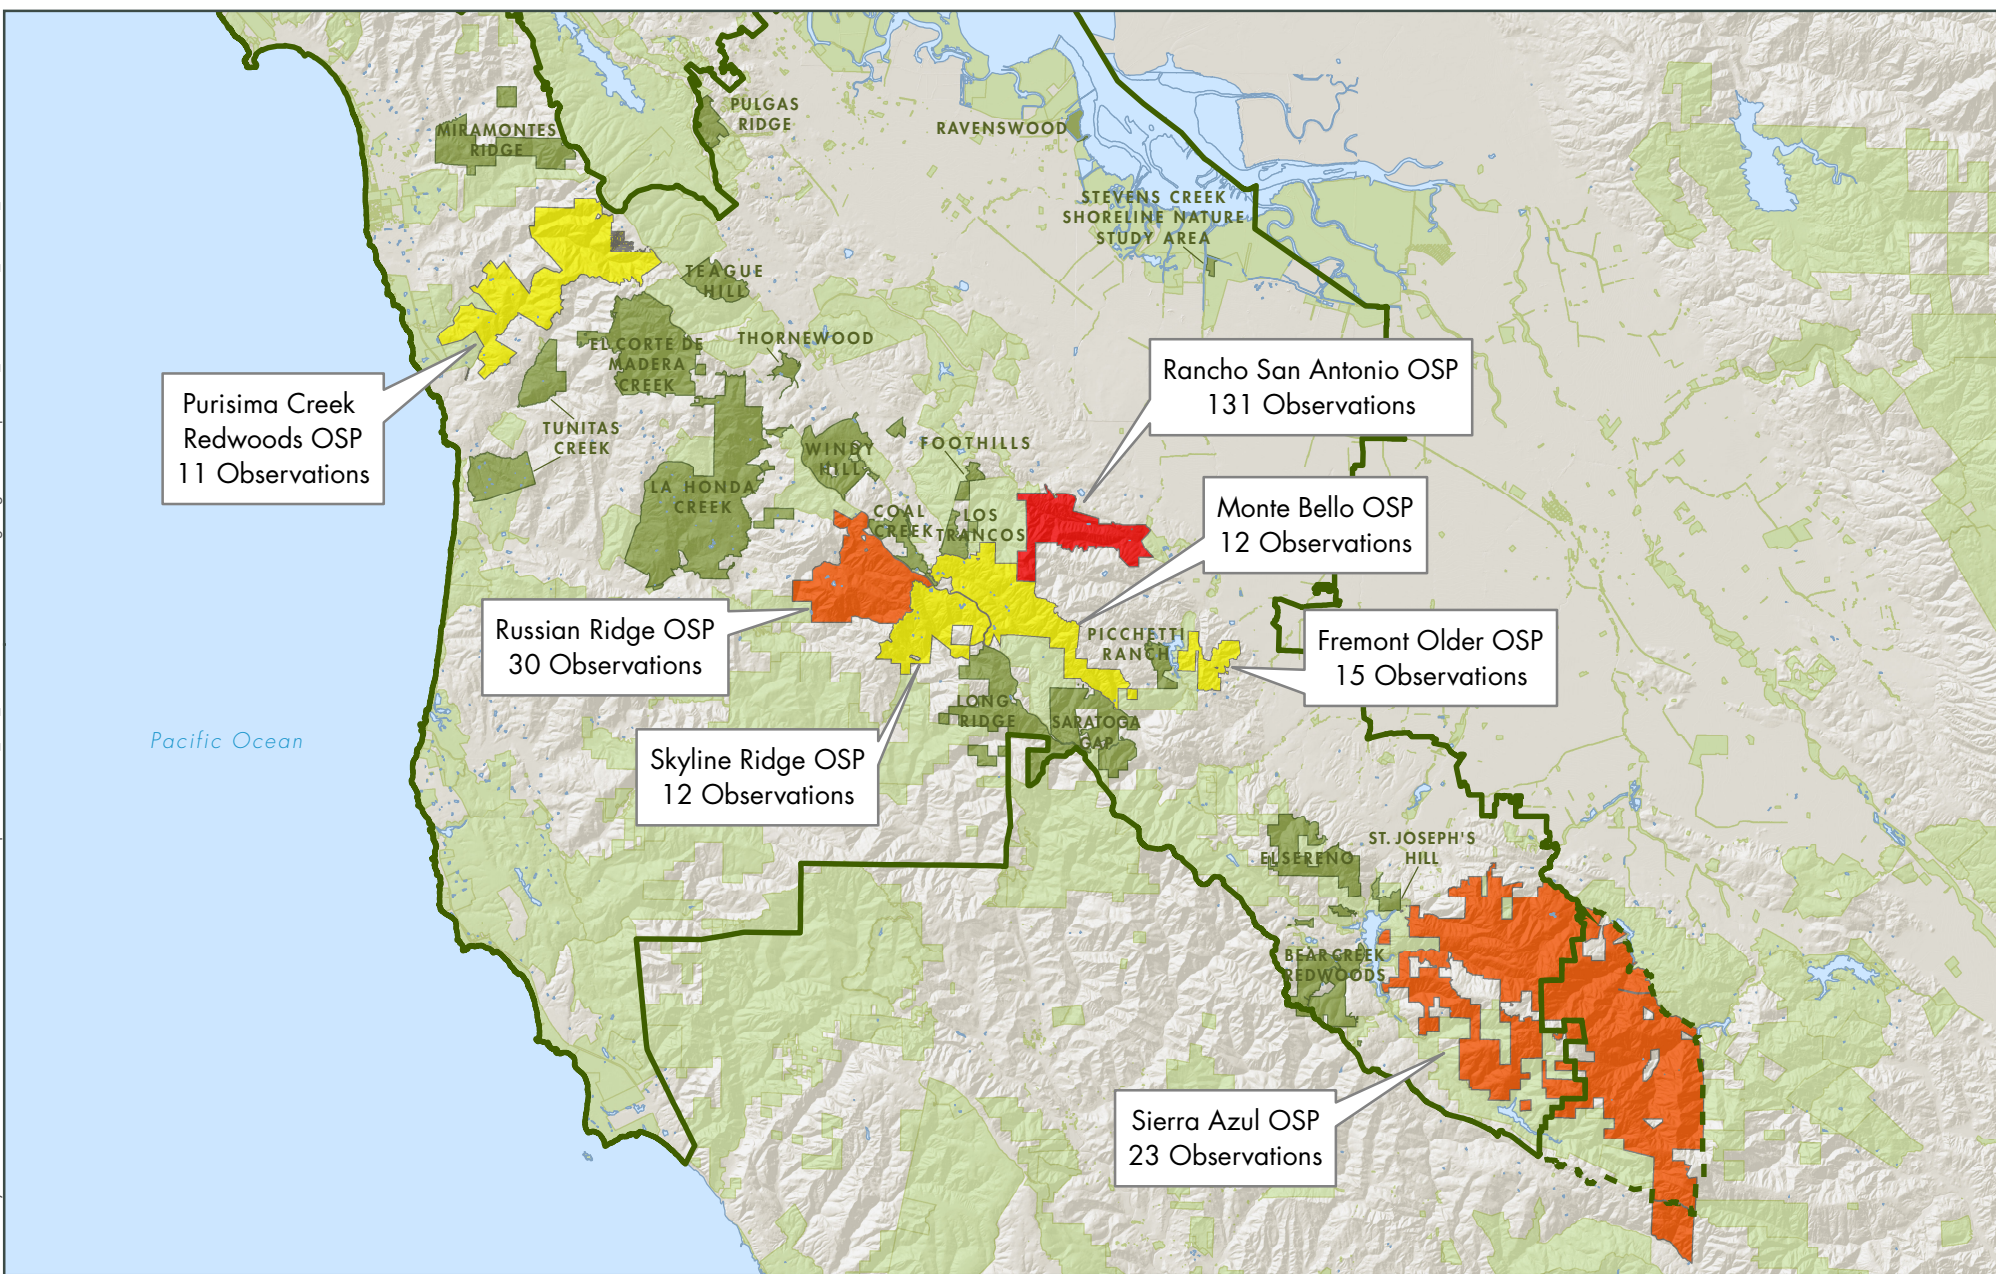 PULGAS
RIDGE
MIRAMONTES
RIDGE
RAVENSWOOD
STEVENS CREEK
SHORELINE NATURE
STUDY AREA
TEAGUE
HILL
THORNEWOOD
EL CORTE DE
MADERA
CREEK
Rancho San Antonio OSP
131 Observations
Purisima Creek
Redwoods OSP
11 Observations
TUNITAS
CREEK
WINDY
HILL
FOOTHILLS
LA HONDA
CREEK
COAL
CREEK
LOS
TRANCOS
Monte Bello OSP
12 Observations
Russian Ridge OSP
30 Observations
PICCHETTI
RANCH
Fremont Older OSP
15 Observations
LONG
RIDGE
SARATOGA
GAP
Pacific Ocean
Skyline Ridge OSP
12 Observations
EL SERENO
ST. JOSEPH'S
HILL
BEAR CREEK
REDWOODS
Sierra Azul OSP
23 Observations